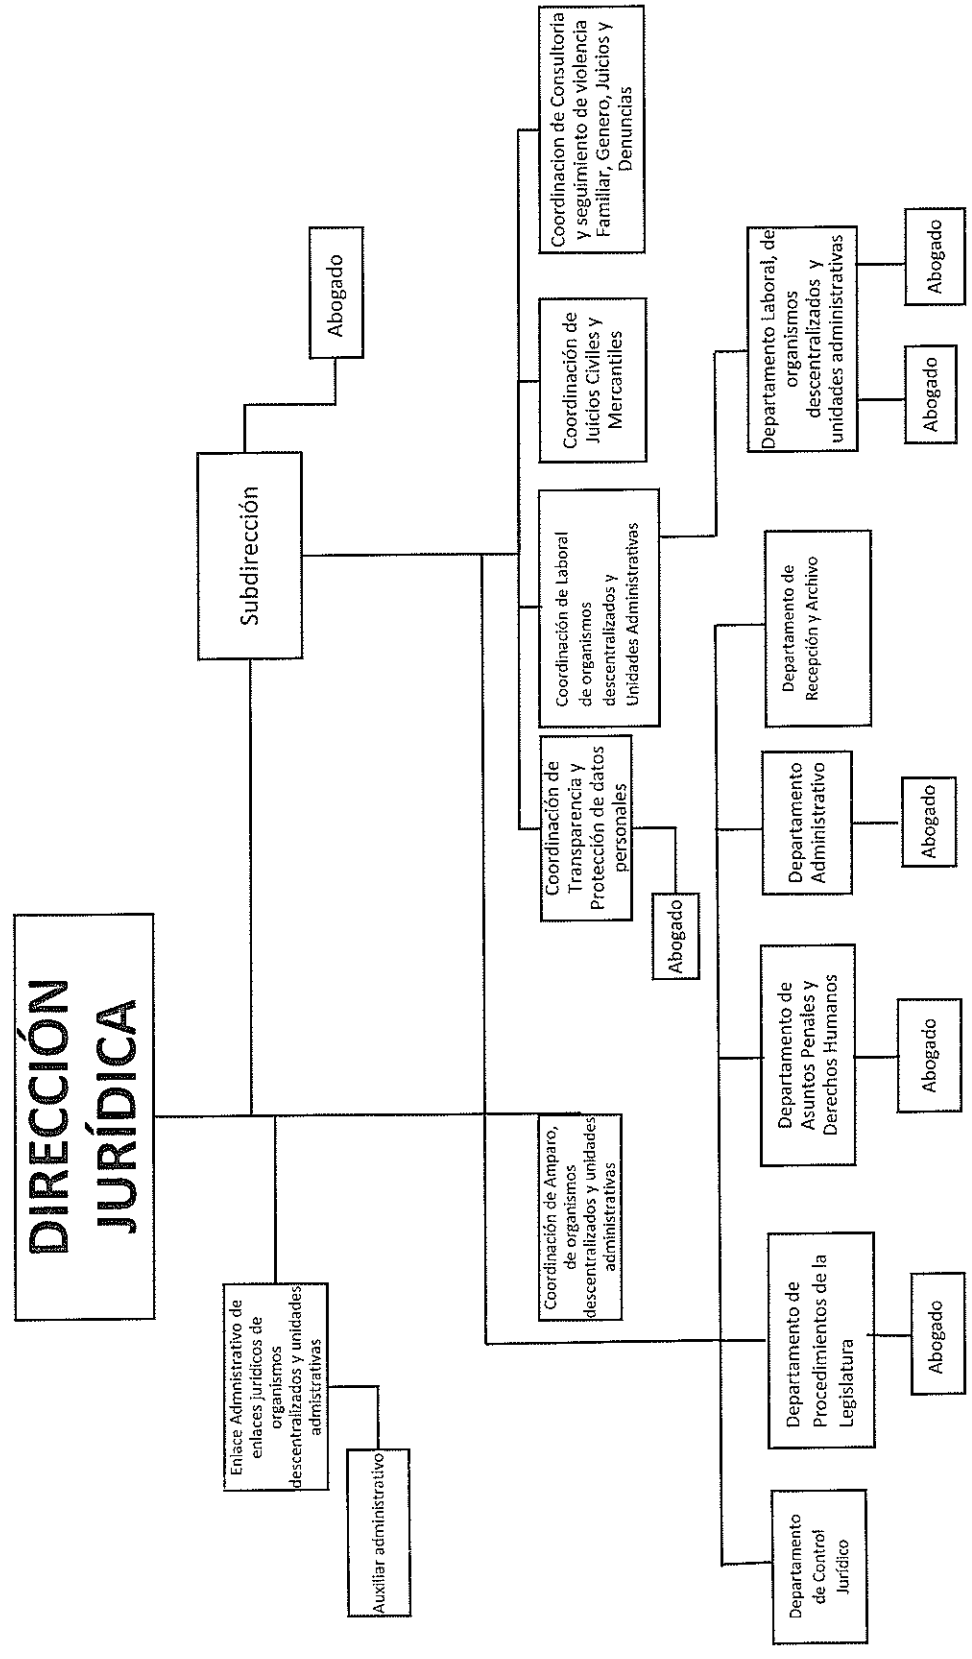 DIRECCIÓN
JURÍDICA
Enlace Admnistrativo de
enlaces jurídicos de
organismos
descentralizados y unidades
admistrativas
Auxiliar administrativo
Subdirección
Abogado
Coordinación de Amparo,
de organismos
descentralizados y unidades
administrativas
Coordinación de
Transparencia y
Protección de datos
personales
Abogado
Coordinación de Laboral
de organismos
descentralizados y
Unidades Administrativas
Coordinación de
Juicios Civiles y
Mercantiles
Coordinacion de Consultoria
y seguimiento de violencia
Familiar, Genero, Juicios y
Denuncias
Departamento
de Control
Jurídico
Departamento de
Procedimientos de la
Legislatura
Abogado
Departamento de
Asuntos Penales y
Derechos Humanos
Abogado
Departamento
Administrativo
Abogado
Departamento de
Recepción y Archivo
Departamento Laboral, de
organismos
descentralizados y
unidades administrativas
Abogado
Abogado